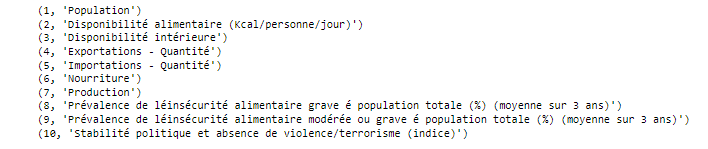 (1, 'Population')
(2, 'Disponibilité alimentaire (Kcal/personne/jour)')
(3, 'Disponibilité intérieure')
(4, 'Exportations - Quantité')
(5, 'Importations - Quantité')
(6, 'Nourriture')
(7, 'Production')
(8, 'Prévalence de léinsécurité alimentaire grave é population totale (%) (moyenne sur 3 ans)')
(9, 'Prévalence de léinsécurité alimentaire modérée ou grave é population totale (%) (moyenne sur 3 ans)')
(10, 'Stabilité politique et absence de violence/terrorisme (indice)')